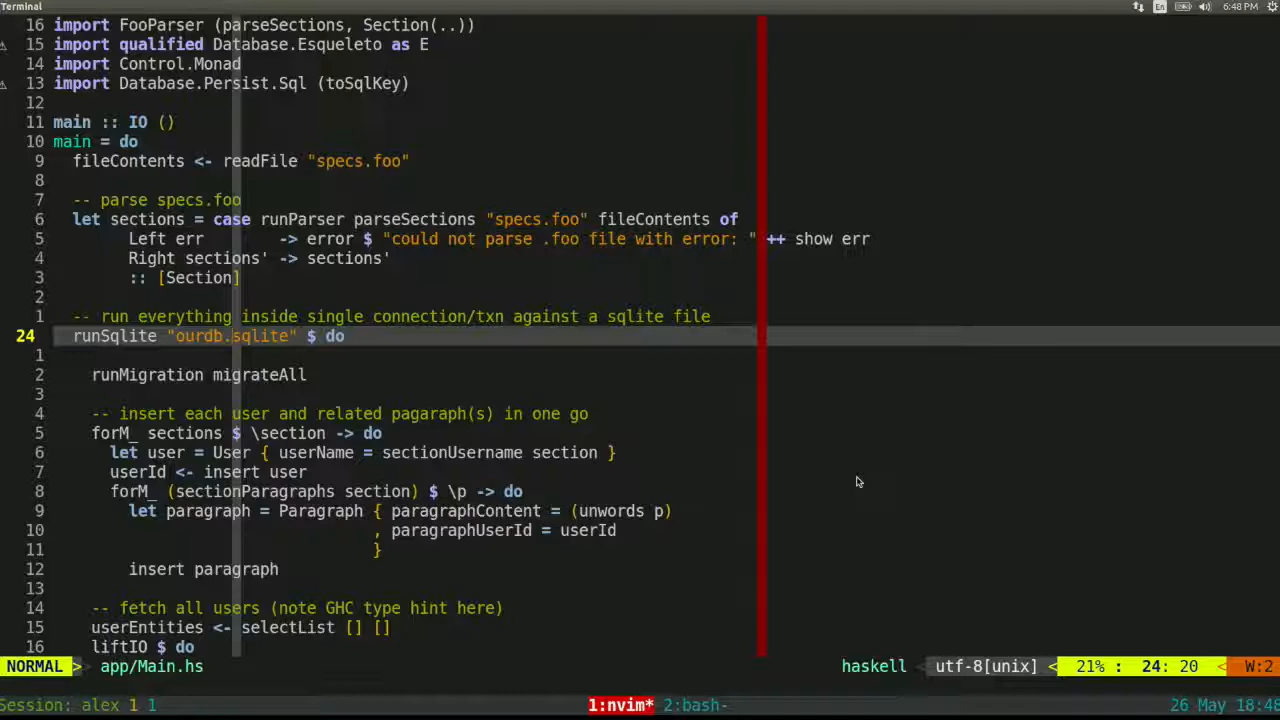 Terminal
En
6:48 PM
16 import FooParser (parseSections, Section(..))
15 import qualified Database.Esqueleto as E
14 import Control.Monad
13 import Database.Persist.Sql (toSqlKey)
12
11 main :: IO ()
10 main = do
9 fileContents <- readFile "specs.foo"
8
7 -- parse specs.foo
6 let sections = case runParser parseSections "specs.foo" fileContents of
5 Left err -> error $ "could not parse .foo file with error: " ++ show err
4 Right sections' -> sections'
3 :: [Section]
2
1 -- run everything inside single connection/txn against a sqlite file
24 runSqlite "ourdb.sqlite" $ do
1
2 runMigration migrateAll
3
4 -- insert each user and related pagaraph(s) in one go
5 forM_ sections $ \section -> do
6 let user = User { userName = sectionUsername section }
7 userId <- insert user
8 forM_ (sectionParagraphs section) $ \p -> do
9 let paragraph = Paragraph { paragraphContent = (unwords p)
10 , paragraphUserId = userId
11 }
12 insert paragraph
13
14 -- fetch all users (note GHC type hint here)
15 userEntities <- selectList [] []
16 liftIO $ do
NORMAL > app/Main.hs haskell < utf-8[unix] < 21% : 24: 20 < W:2
Session: alex 1 1 1:nvim* 2:bash- 26 May 18:48